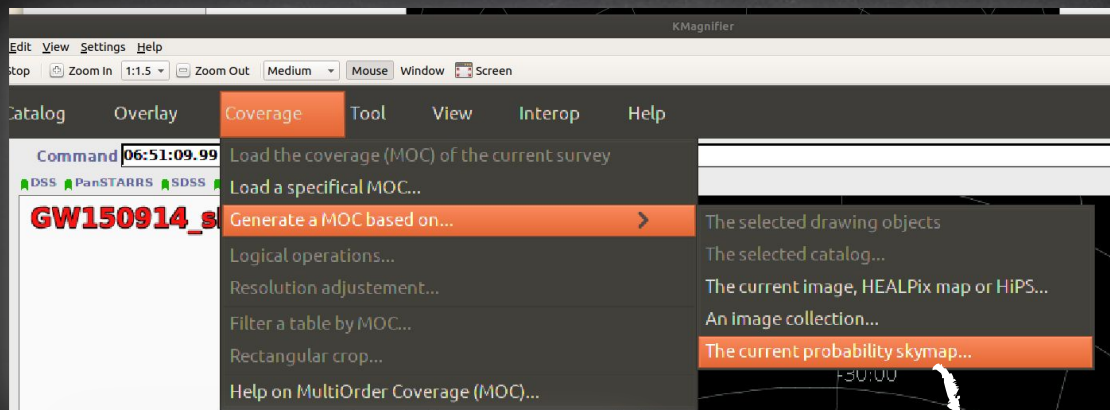 KMagnifier
Edit View Settings Help
Stop Zoom In 1:1.5 Zoom Out Medium Mouse Window Screen
Catalog Overlay Coverage Tool View Interop Help
Command 06:51:09.99
DSS PanSTARRS SDSS
Load the coverage (MOC) of the current survey
Load a specifical MOC...
GW150914_s
Generate a MOC based on...
The selected drawing objects
Logical operations...
The selected catalog...
Resolution adjustement...
The current image, HEALPix map or HiPS...
Filter a table by MOC...
An image collection...
Rectangular crop...
The current probability skymap...
-30:00
Help on MultiOrder Coverage (MOC)...